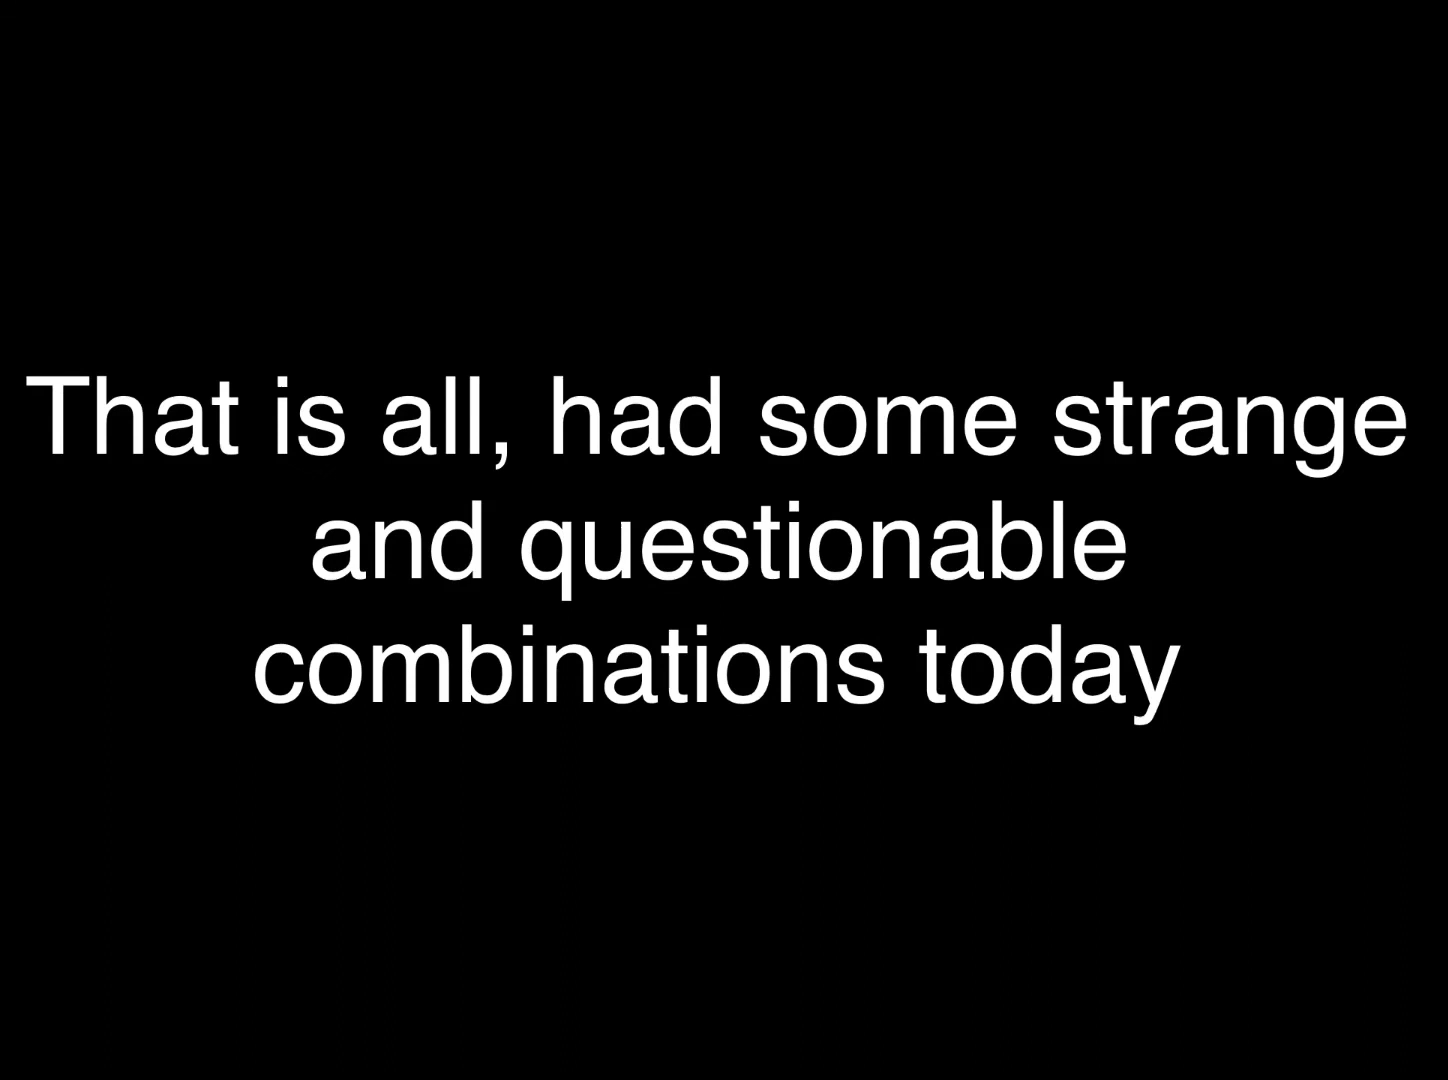 That is all, had some strange
and questionable
combinations today